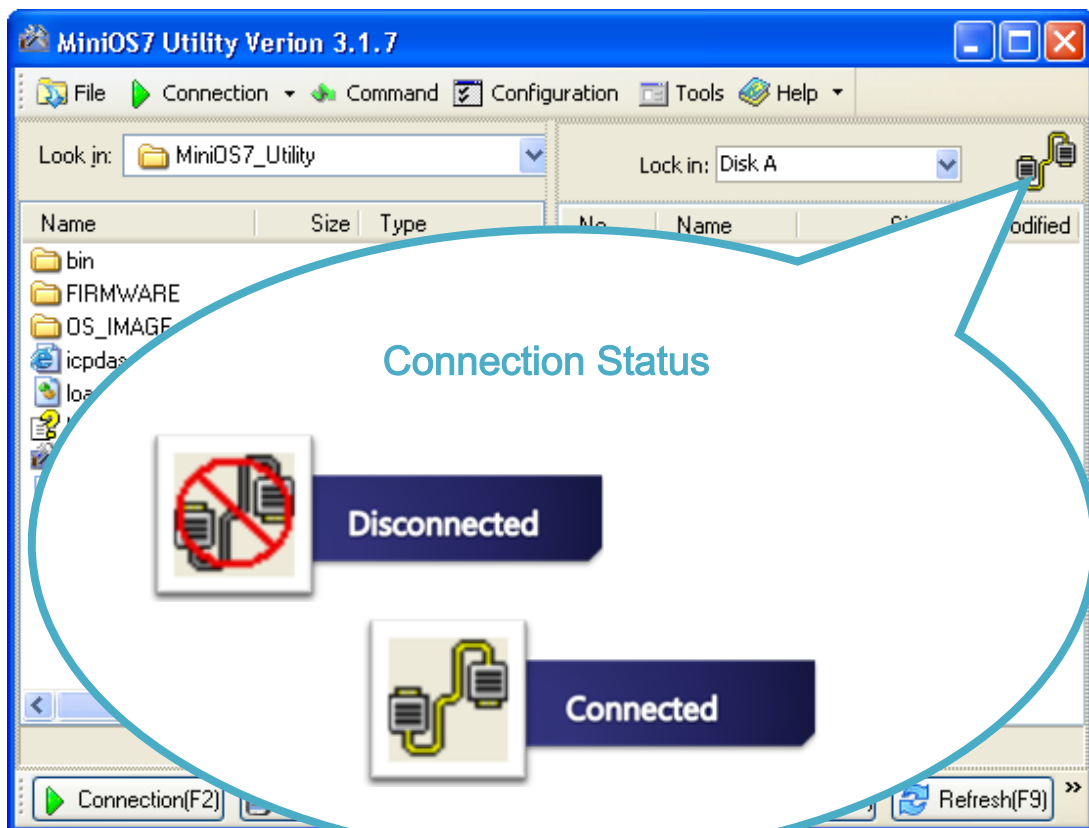 MiniOS7 Utility Verion 3.1.7
File Connection Command Configuration Tools Help
Look in: MiniOS7_Utility
Lock in: Disk A
Name Size Type
No Name
bin
FIRMWARE
OS_IMAGE
Connection Status
Disconnected
Connected
Connection(F2)
Refresh(F9) »